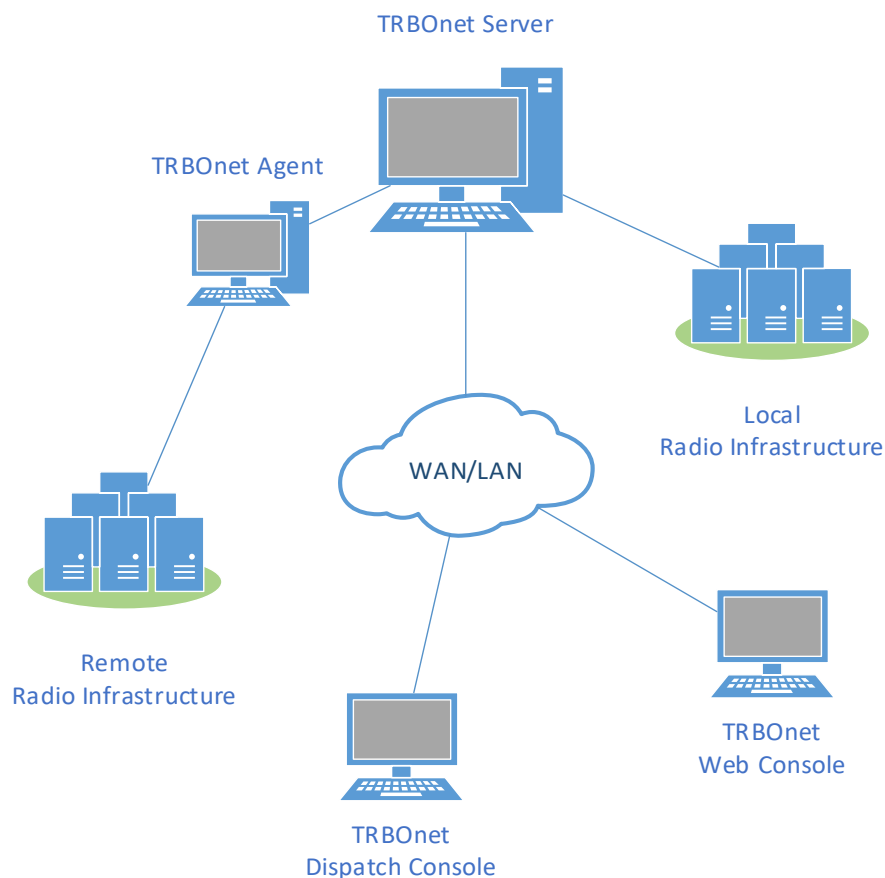 TRBOnet Server
TRBOnet Agent
Local
Radio Infrastructure
WAN/LAN
Remote
Radio Infrastructure
TRBOnet
Web Console
TRBOnet
Dispatch Console